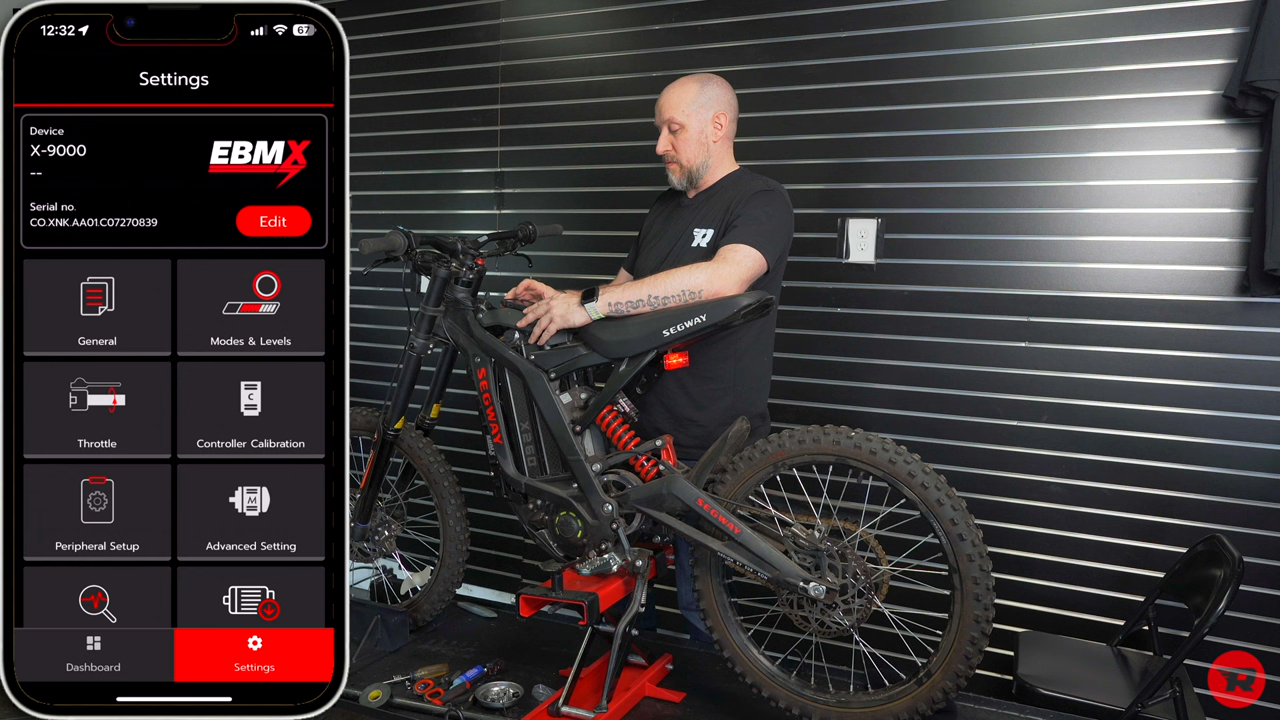 12:32
67
Settings
Device
X-9000
--
EBMX
Serial no.
CO.XNK.AA01.C07270839
Edit
General
Modes & Levels
Throttle
C
Controller Calibration
Peripheral Setup
M
Advanced Setting
Dashboard
Settings
R
SEGWAY
SEGWAY
X260
SEGWAY
R